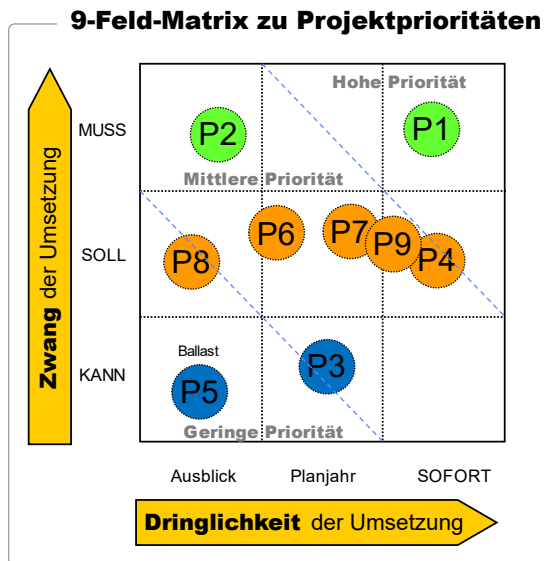 9-Feld-Matrix zu Projektprioritäten
Hohe Priorität
MUSS
P2
P1
Mittlere Priorität
Zwang der Umsetzung
SOLL
P8
P6
P7
P9
P4
KANN
Ballast
P5
P3
Geringe Priorität
Ausblick
Planjahr
SOFORT
Dringlichkeit der Umsetzung